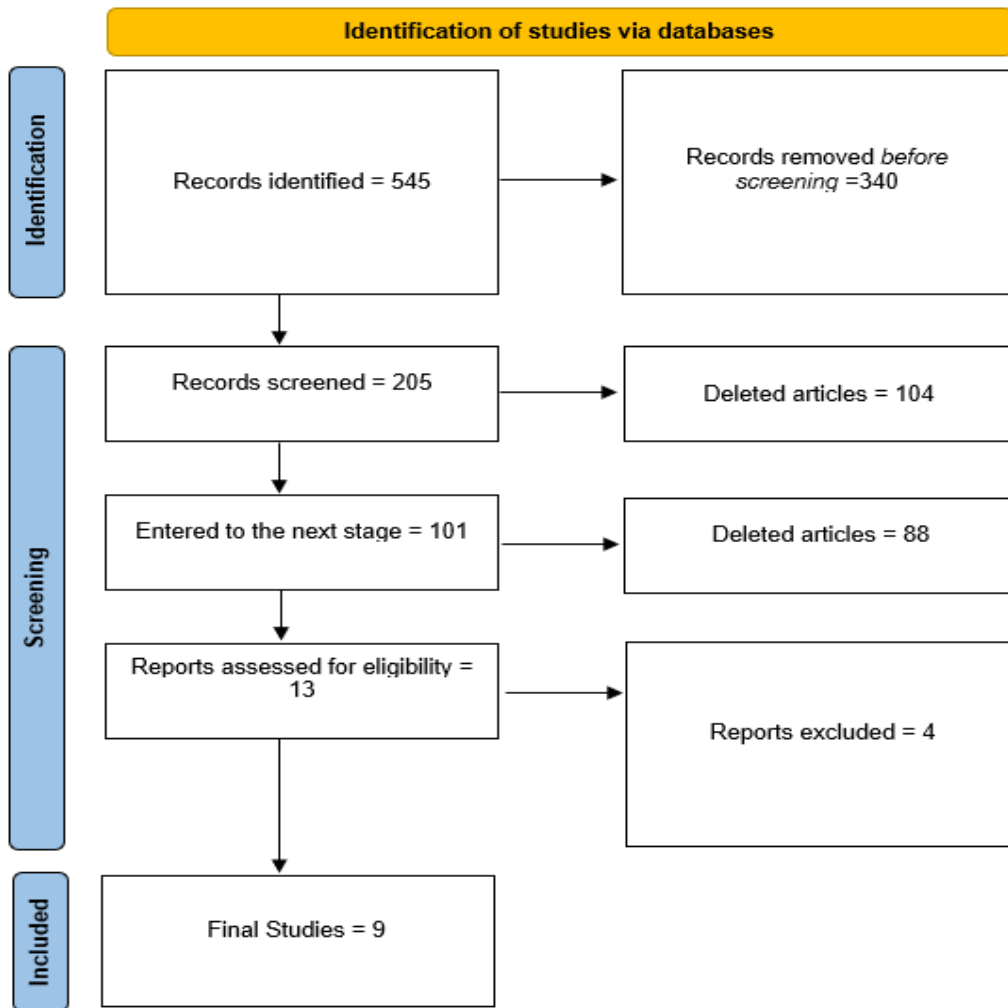 Identification of studies via databases
Identification
Records identified = 545
Records removed before
screening =340
Screening
Records screened = 205
Deleted articles = 104
Entered to the next stage = 101
Deleted articles = 88
Reports assessed for eligibility =
13
Reports excluded = 4
Included
Final Studies = 9